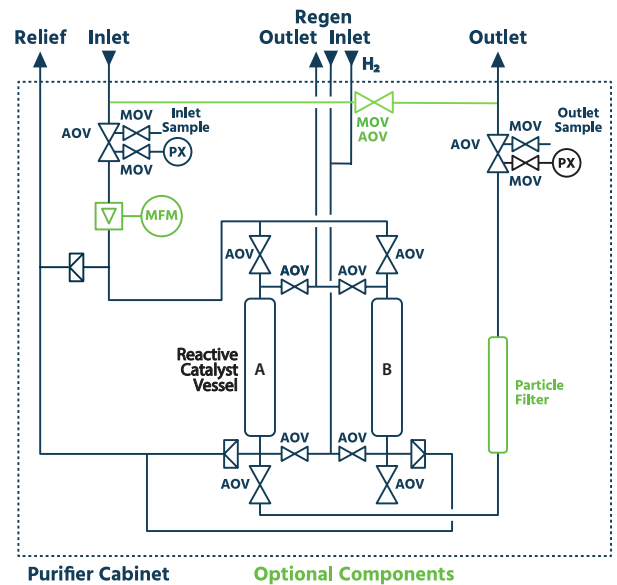 Regen
Relief
Inlet
Outlet
Inlet
Outlet
H₂
Inlet
Sample
MOV
AOV
PX
MOV
MOV
AOV
Outlet
Sample
MOV
AOV
PX
MOV
MFM
AOV
AOV
AOV
AOV
Reactive
Catalyst
Vessel
A
B
Particle
Filter
AOV
AOV
AOV
AOV
Purifier Cabinet
Optional Components